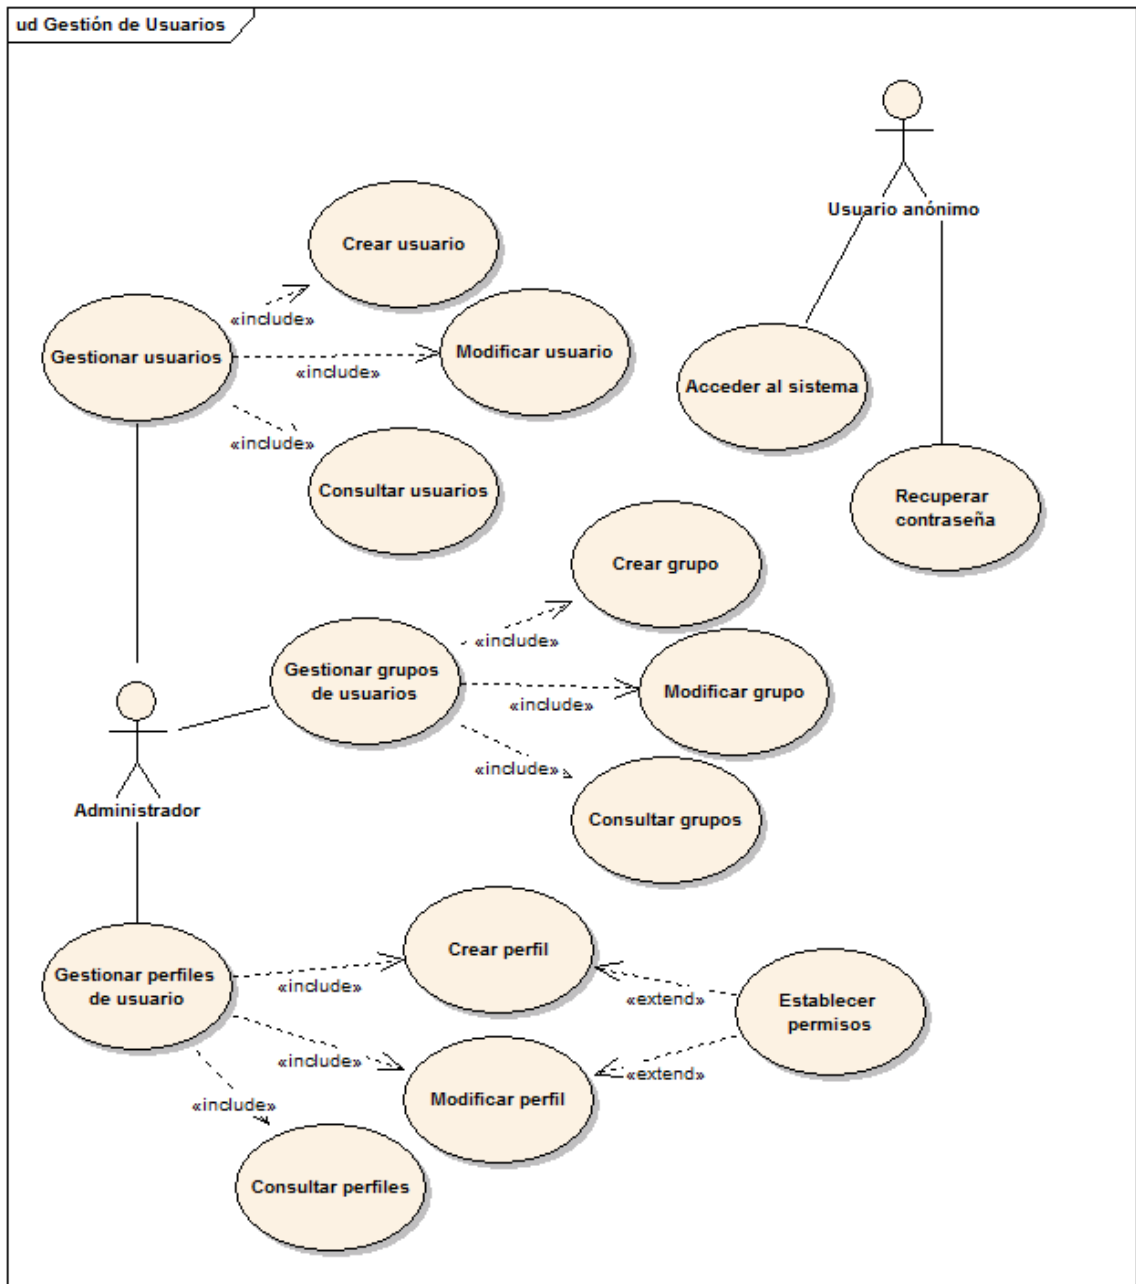 ud Gestión de Usuarios
Usuario anónimo
Crear usuario
«include»
Gestionar usuarios
Modificar usuario
«include»
Acceder al sistema
«include»
Consultar usuarios
Recuperar
contraseña
Crear grupo
«include»
Gestionar grupos
de usuarios
Modificar grupo
«include»
«include»
Administrador
Consultar grupos
Crear perfil
Gestionar perfiles
de usuario
«include»
«extend»
Establecer
permisos
«include»
«extend»
Modificar perfil
«include»
Consultar perfiles